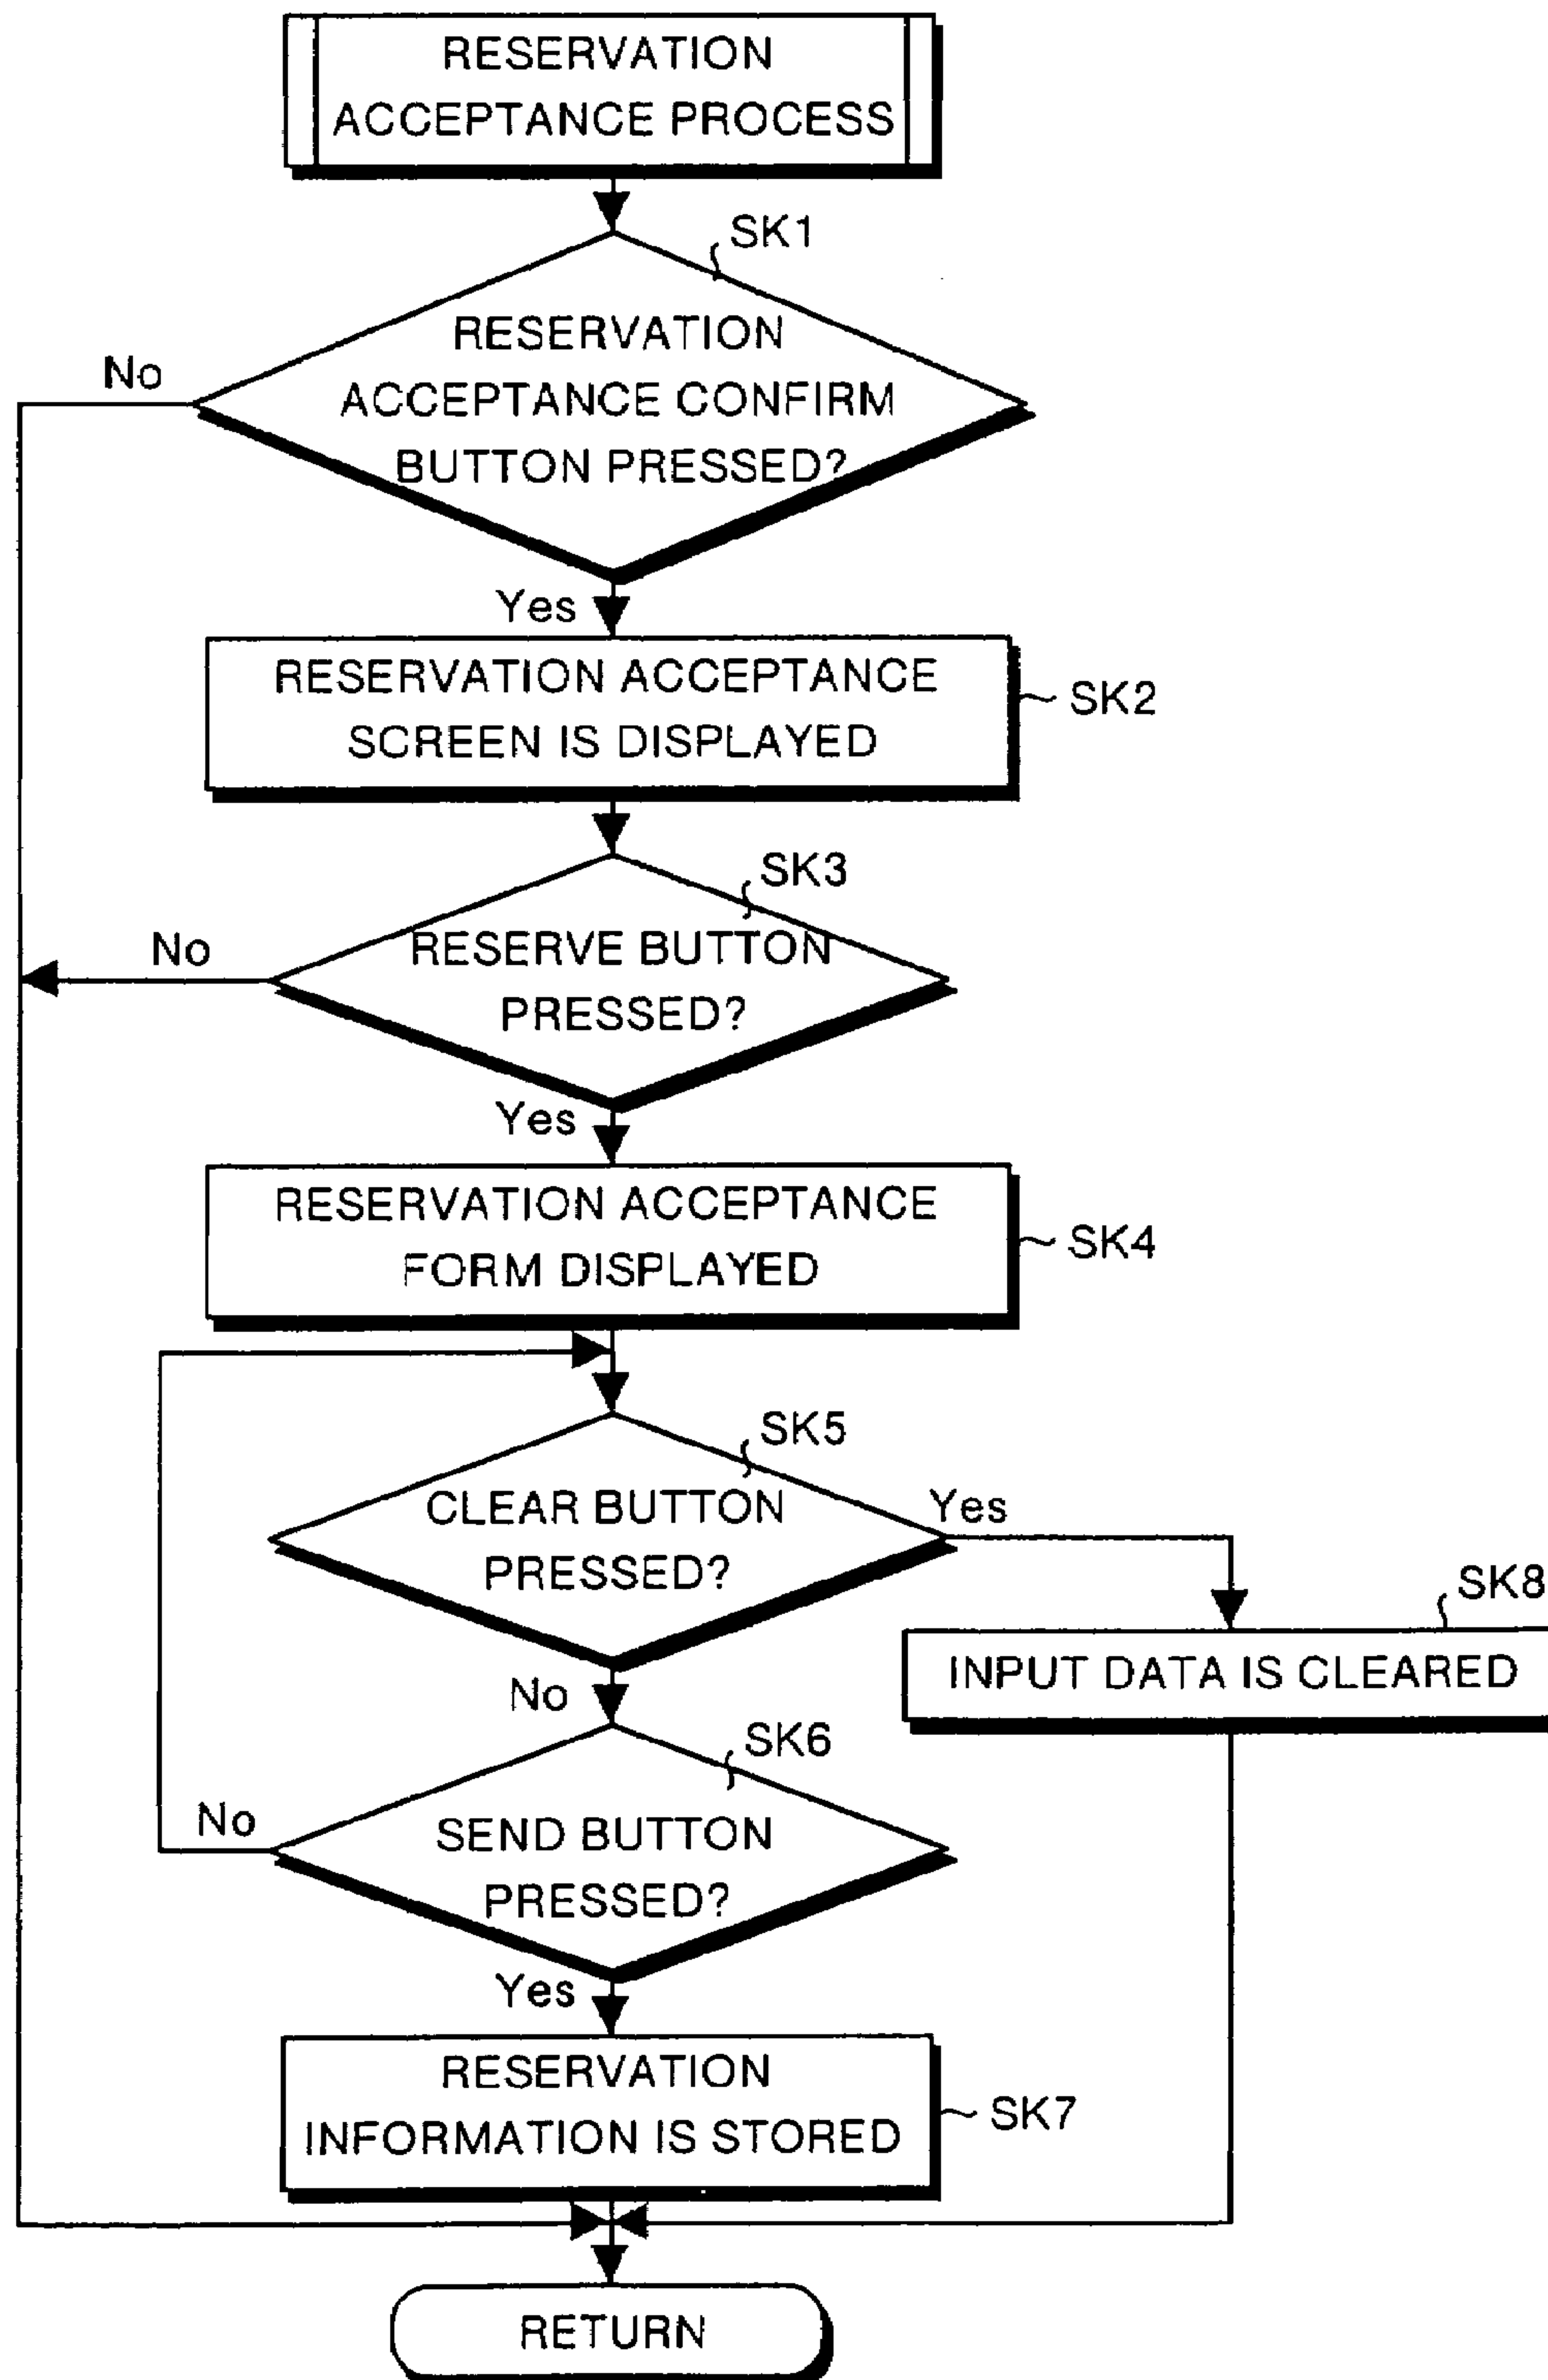 RESERVATION
ACCEPTANCE PROCESS
SK1
RESERVATION
ACCEPTANCE CONFIRM
BUTTON PRESSED?
No
Yes
RESERVATION ACCEPTANCE
SCREEN IS DISPLAYED
SK2
SK3
RESERVE BUTTON
PRESSED?
No
Yes
RESERVATION ACCEPTANCE
FORM DISPLAYED
SK4
SK5
CLEAR BUTTON
PRESSED?
Yes
No
SK8
INPUT DATA IS CLEARED
SK6
SEND BUTTON
PRESSED?
No
Yes
RESERVATION
INFORMATION IS STORED
SK7
RETURN